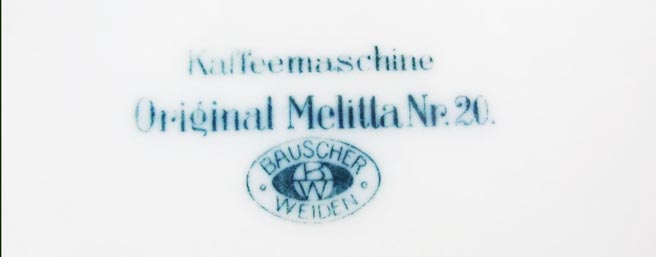 Kaffeemaschine
Original Melitta Nr. 20.
BAUSCHER
BW
WEIDEN